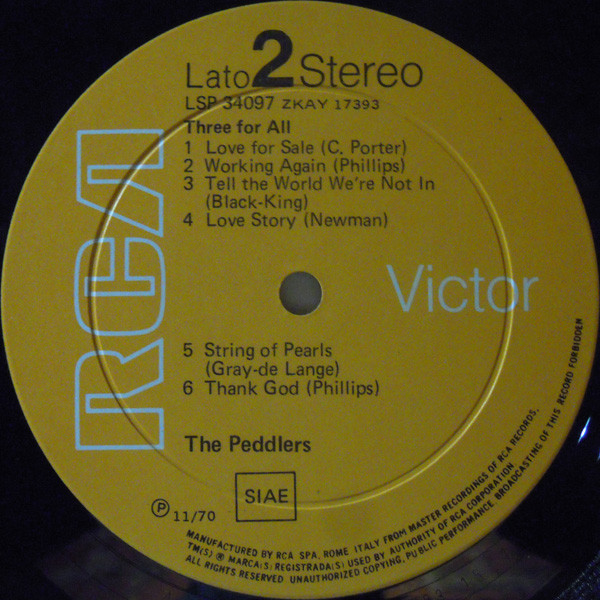 Lato 2 Stereo
LSP 34097 ZKAY 17393
Three for All
1 Love for Sale (C. Porter)
2 Working Again (Phillips)
3 Tell the World We're Not In
(Black-King)
4 Love Story (Newman)
RCA
Victor
5 String of Pearls
(Gray-de Lange)
6 Thank God (Phillips)
The Peddlers
SIAE
Ⓟ 11/70
MANUFACTURED BY RCA SPA. ROME ITALY FROM MASTER RECORDINGS OF RCA RECORDS.
TM(S) ® MARCA(S) REGISTRADA(S) USED BY AUTHORITY OF RCA CORPORATION
ALL RIGHTS RESERVED UNAUTHORIZED COPYING, PUBLIC PERFORMANCE, BROADCASTING OF THIS RECORD FORBIDDEN